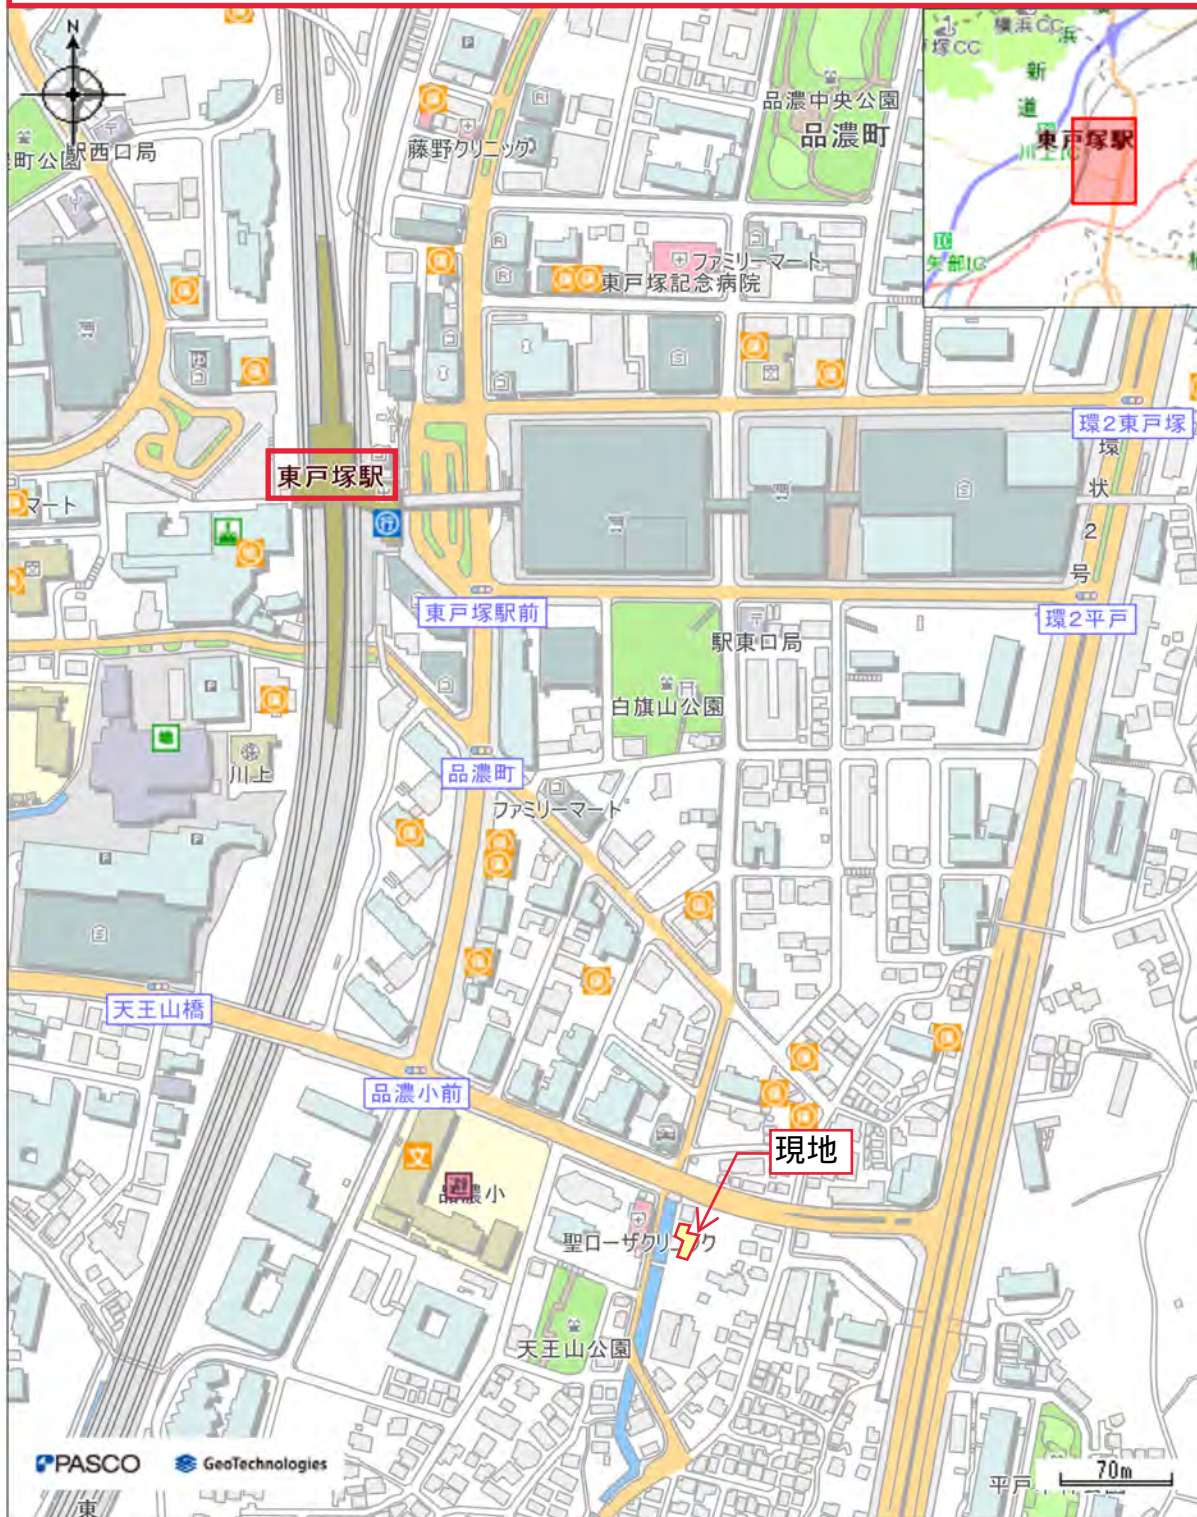 N
横浜CC
塚CC
浜
新
道
川上IC
東戸塚駅
IC
矢部IC
P
R
品濃中央公園
品濃町
藤野クリニック
駅西口局
町公園
R
R
ファミリーマート
東戸塚記念病院
S
環2東戸塚
環
状
2
号
東戸塚駅
マート
行
S
東戸塚駅前
環2平戸
駅東口局
白旗山公園
P
川上
品濃町
ファミリーマート
P
P
S
天王山橋
品濃小前
現地
文
品濃小
聖ローザクリニック
天王山公園
PASCO
GeoTechnologies
東
平戸
70m